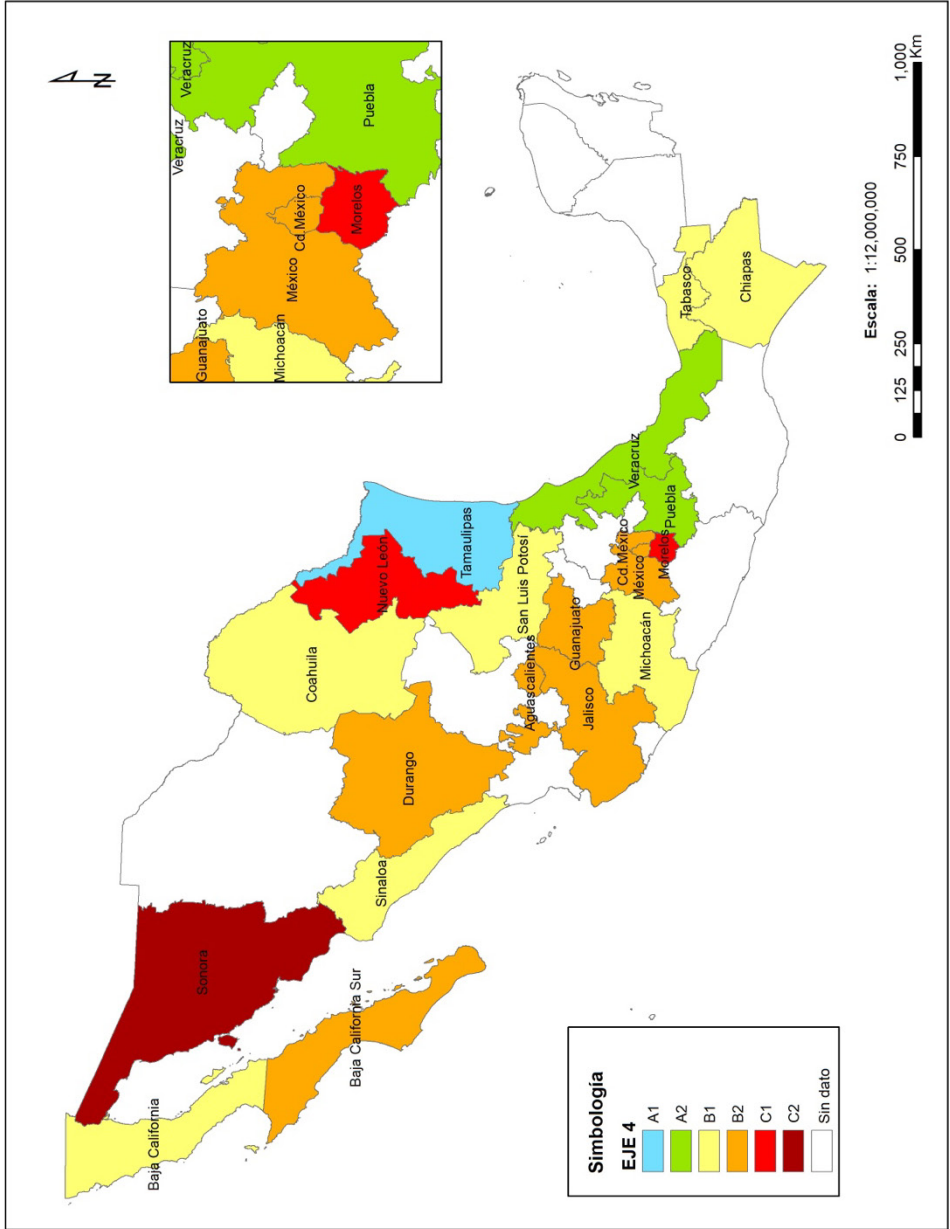 N
Veracruz
Veracruz
Guanajuato
México
Cd.México
Puebla
Michoacán
Morelos
Baja California
Sonora
Coahuila
Nuevo León
Baja California Sur
Sinaloa
Durango
Tamaulipas
San Luis Potosí
Aguascalientes
Jalisco
Guanajuato
Michoacán
Cd.México
México
Morelos
Puebla
Veracruz
Tabasco
Chiapas
Simbología
EJE 4
A1
A2
B1
B2
C1
C2
Sin dato
Escala: 1:12,000,000
0 125 250 500 750 1,000
Km